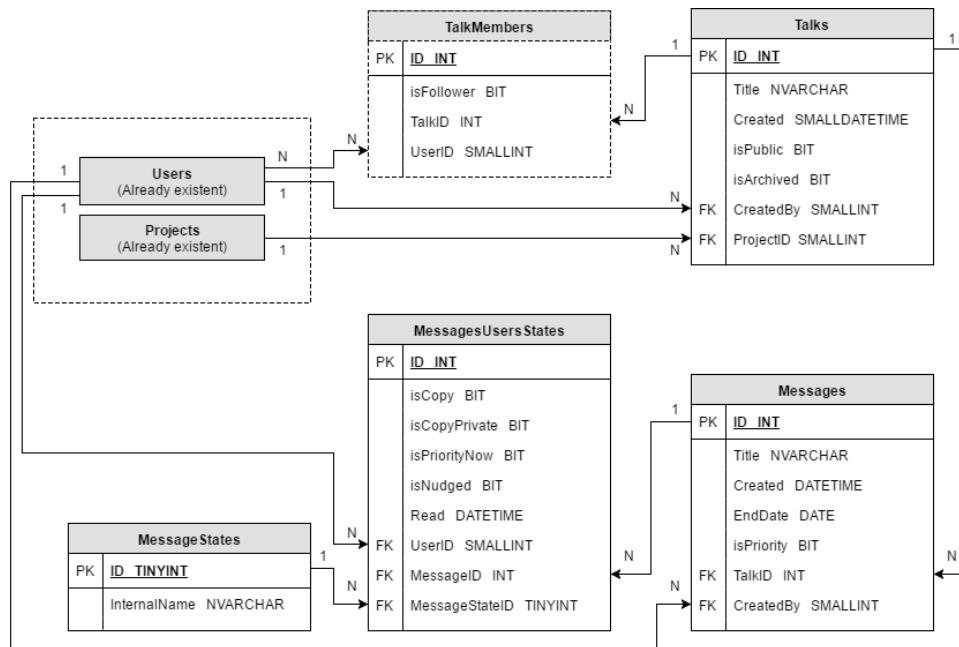 TalkMembers
PK ID INT
isFollower BIT
TalkID INT
UserID SMALLINT
N
N
1
Talks
PK ID INT
Title NVARCHAR
Created SMALLDATETIME
isPublic BIT
isArchived BIT
FK CreatedBy SMALLINT
FK ProjectID SMALLINT
1
N
N
1
1
Users
(Already existent)
N
1
Projects
(Already existent)
1
MessagesUsersStates
PK ID INT
isCopy BIT
isCopyPrivate BIT
isPriorityNow BIT
isNudged BIT
Read DATETIME
FK UserID SMALLINT
FK MessageID INT
FK MessageStateID TINYINT
N
N
N
1
Messages
PK ID INT
Title NVARCHAR
Created DATETIME
EndDate DATE
isPriority BIT
FK TalkID INT
FK CreatedBy SMALLINT
N
N
MessageStates
PK ID TINYINT
InternalName NVARCHAR
1